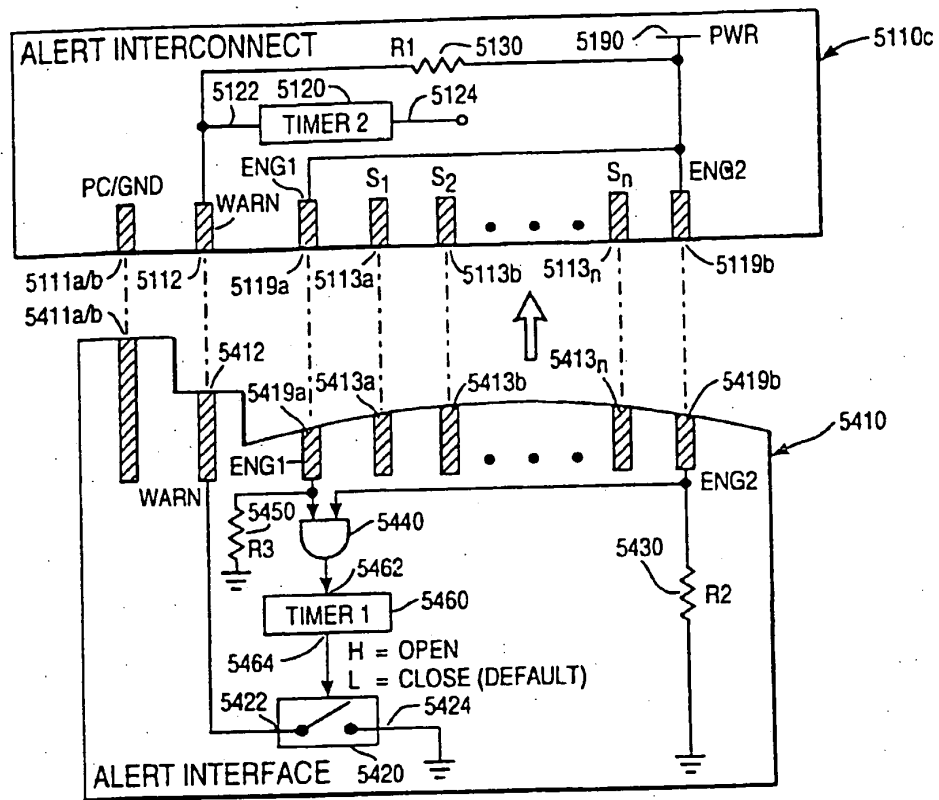 ALERT INTERCONNECT
R1
5130
5190
PWR
5110c
5122
5120
5124
TIMER 2
PC/GND
WARN
ENG1
S1
S2
Sn
ENG2
5111a/b
5112
5119a
5113a
5113b
5113n
5119b
5411a/b
5412
5419a
5413a
5413b
5413n
5419b
5410
WARN
ENG1
ENG2
5450
R3
5440
5430
R2
5462
TIMER 1
5460
5464
H = OPEN
L = CLOSE (DEFAULT)
5422
5424
5420
ALERT INTERFACE